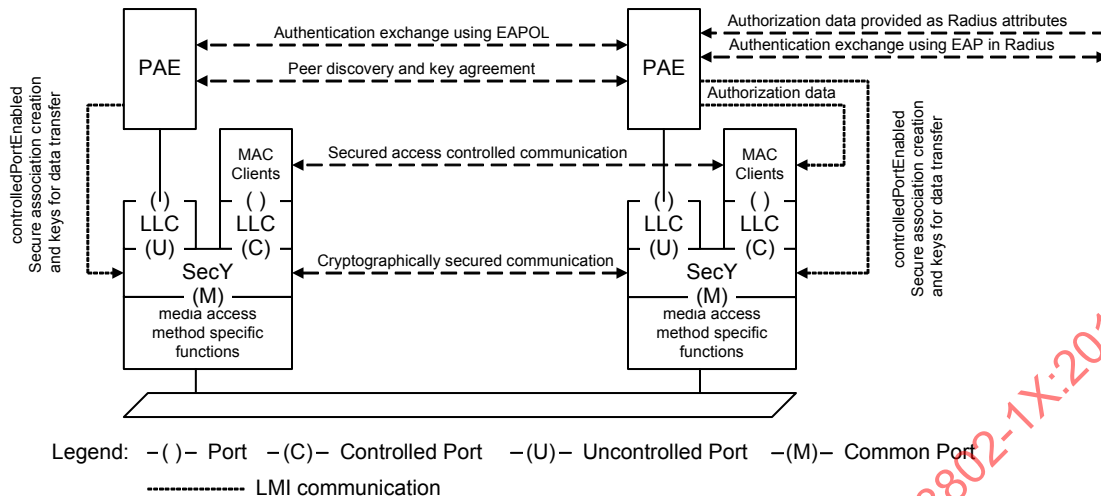 Authentication exchange using EAPOL
Authorization data provided as Radius attributes
Authentication exchange using EAP in Radius
PAE
PAE
Peer discovery and key agreement
Authorization data
controlledPortEnabled
Secure association creation
and keys for data transfer
MAC
Clients
Secured access controlled communication
MAC
Clients
controlledPortEnabled
Secure association creation
and keys for data transfer
( )
( )
( )
( )
LLC
LLC
LLC
LLC
(U)
(C)
(U)
(C)
SecY
Cryptographically secured communication
SecY
(M)
(M)
media access
method specific
functions
media access
method specific
functions
Legend: –( )– Port –(C)– Controlled Port –(U)– Uncontrolled Port –(M)– Common Port
LMI communication
8802-1X:201